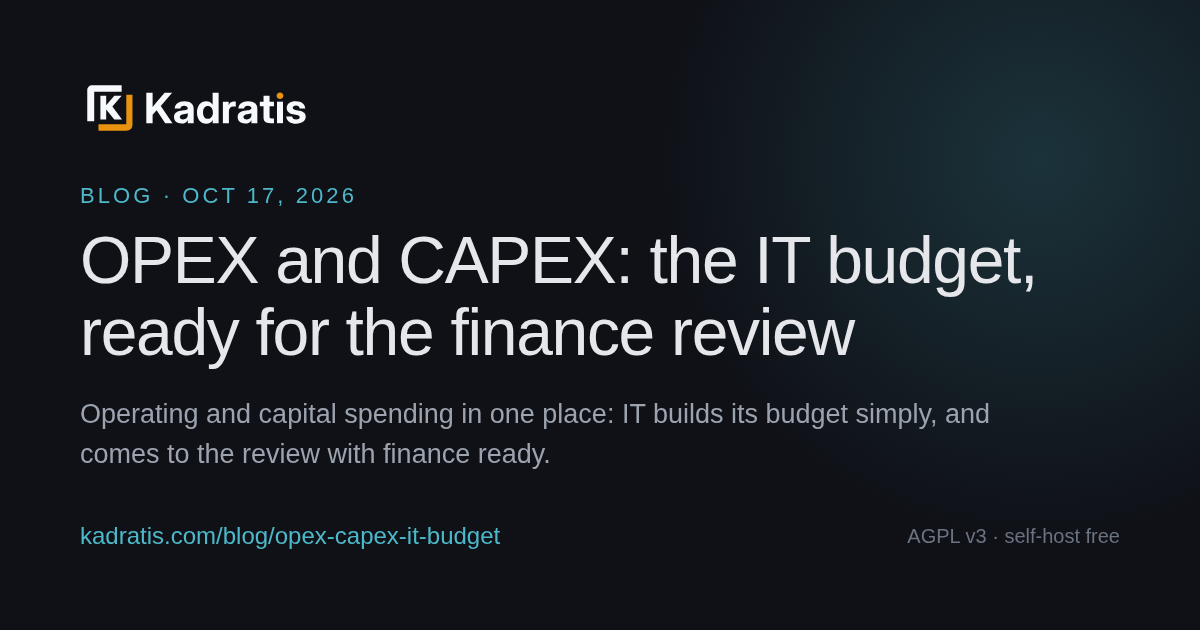 Kadratis
BLOG · OCT 17, 2026
OPEX and CAPEX: the IT budget,
ready for the finance review
Operating and capital spending in one place: IT builds its budget simply, and
comes to the review with finance ready.
kadratis.com/blog/opex-capex-it-budget
AGPL v3 · self-host free